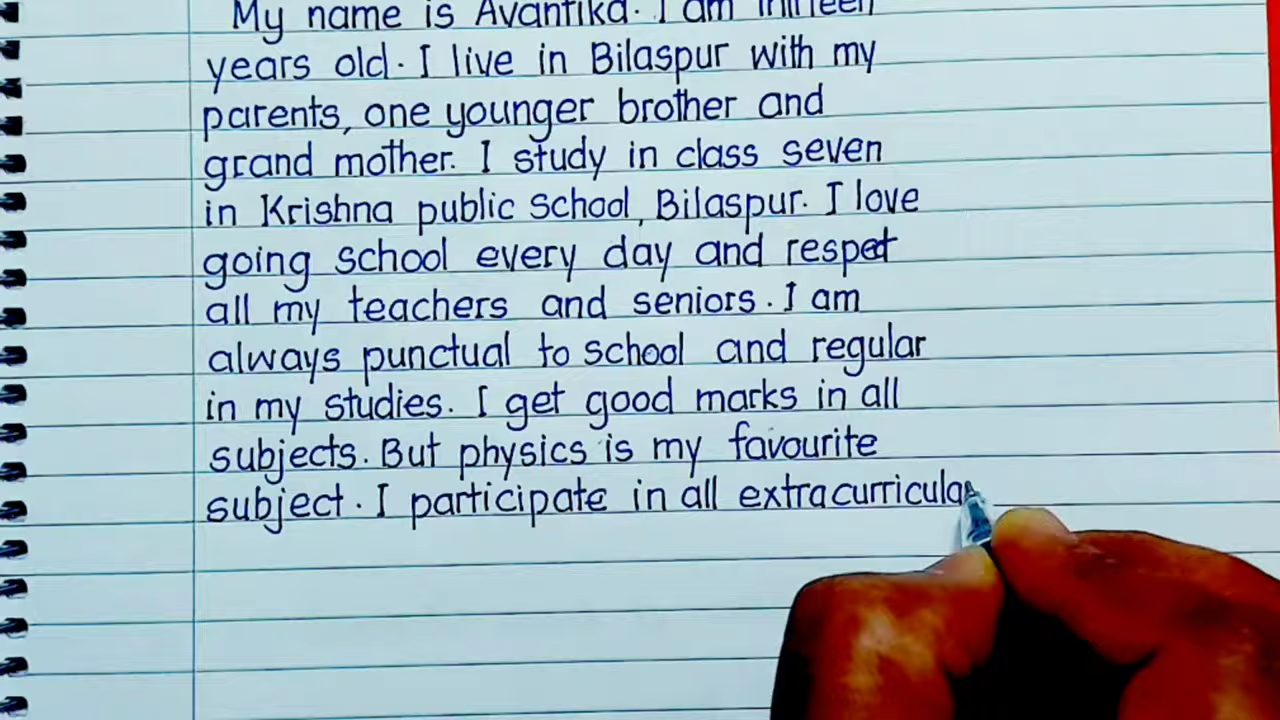 My name is Avantika. I am thirteen
years old. I live in Bilaspur with my
parents, one younger brother and
grand mother. I study in class seven
in Krishna public school, Bilaspur. I love
going school every day and respet
all my teachers and seniors. I am
always punctual to school and regular
in my studies. I get good marks in all
subjects. But physics is my favourite
subject. I participate in all extracurricular